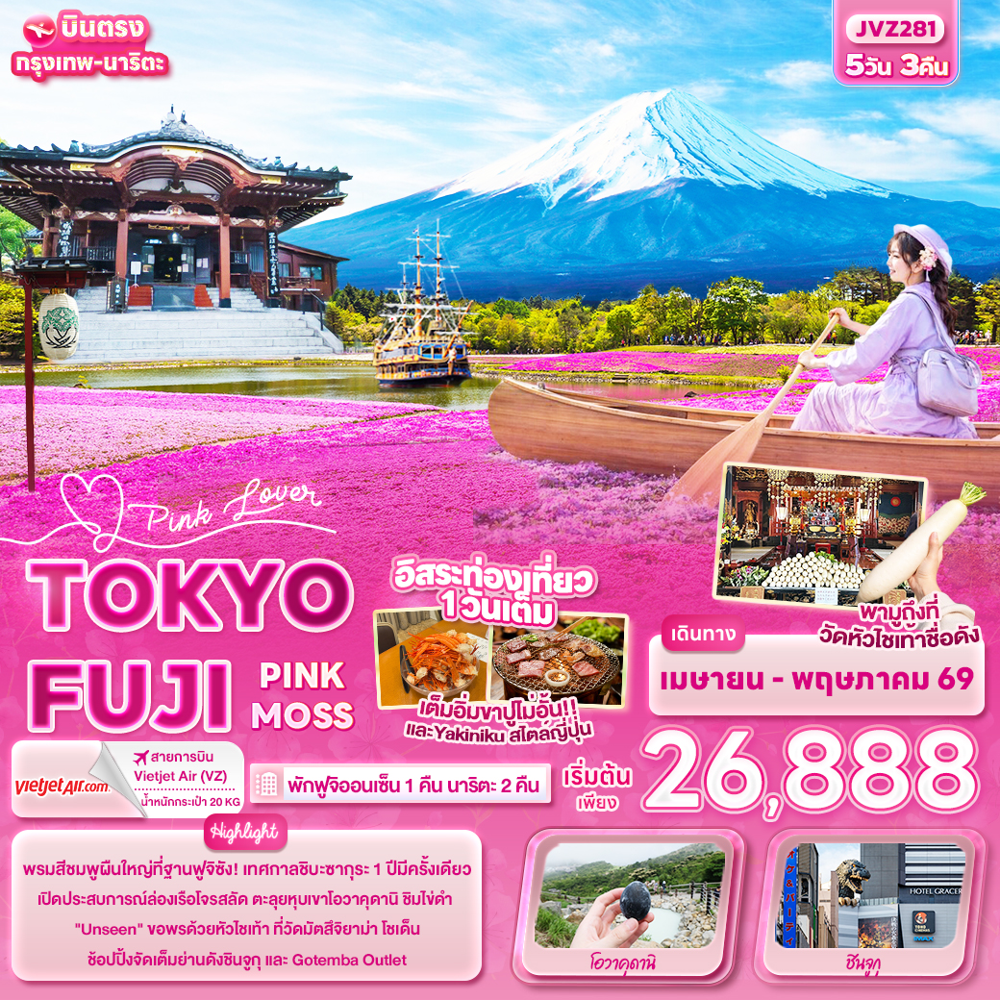 บินตรง
กรุงเทพ-นาริตะ
JVZ281
5วัน 3คืน
Pink Lover
TOKYO
FUJI
PINK
MOSS
อิสระท่องเที่ยว
1 วันเต็ม
เต็มอิ่มขาปูไม่อั้น!!
และYakiniku สไตล์ญี่ปุ่น
พามูถึงที่
วัดหัวไชเท้าชื่อดัง
เดินทาง
เมษายน - พฤษภาคม 69
เริ่มต้น
เพียง
26,888
vietjetAir.com
สายการบิน
Vietjet Air (VZ)
น้ำหนักกระเป๋า 20 KG
พักฟูจิออนเซ็น 1 คืน นาริตะ 2 คืน
Highlight
พรมสีชมพูผืนใหญ่ที่ฐานฟูจิซัง! เทศกาลชิบะซากุระ 1 ปีมีครั้งเดียว
เปิดประสบการณ์ล่องเรือโจรสลัด ตะลุยหุบเขาโอวาคุดานิ ชิมไข่ดำ
"Unseen" ขอพรด้วยหัวไชเท้า ที่วัดมัตสึจิยาม่า โชเด็น
ช้อปปิ้งจัดเต็มย่านดังชินจูกุ และ Gotemba Outlet
โอวาคุดานิ
HOTEL GRACER
TOHO
CINEMAS
IMAX
ชินจูกุ